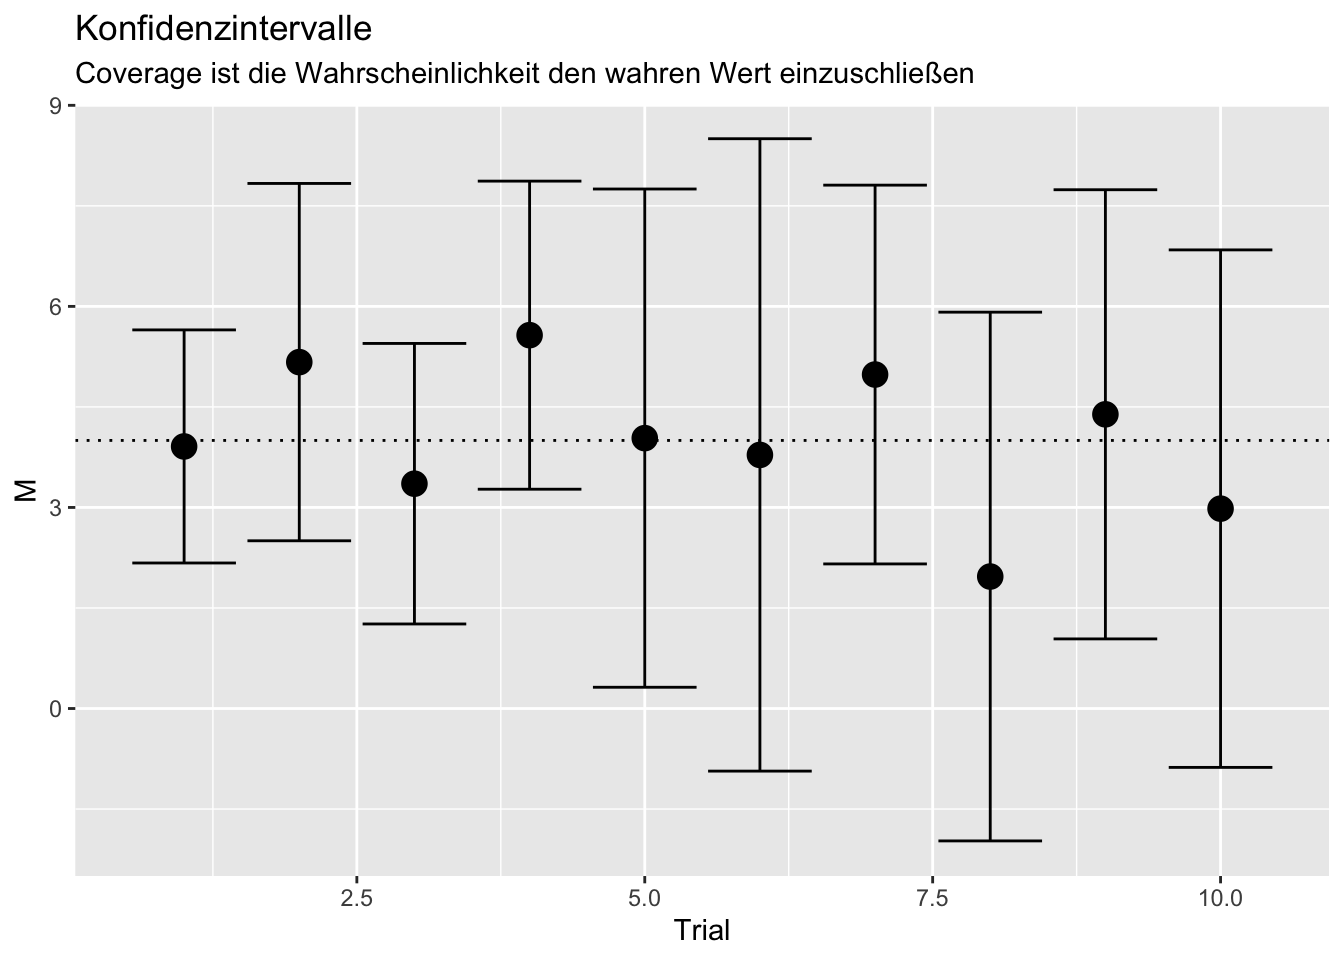 Konfidenzintervalle
Coverage ist die Wahrscheinlichkeit den wahren Wert einzuschließen
9
6
3
0
M
2.5 5.0 7.5 10.0
Trial